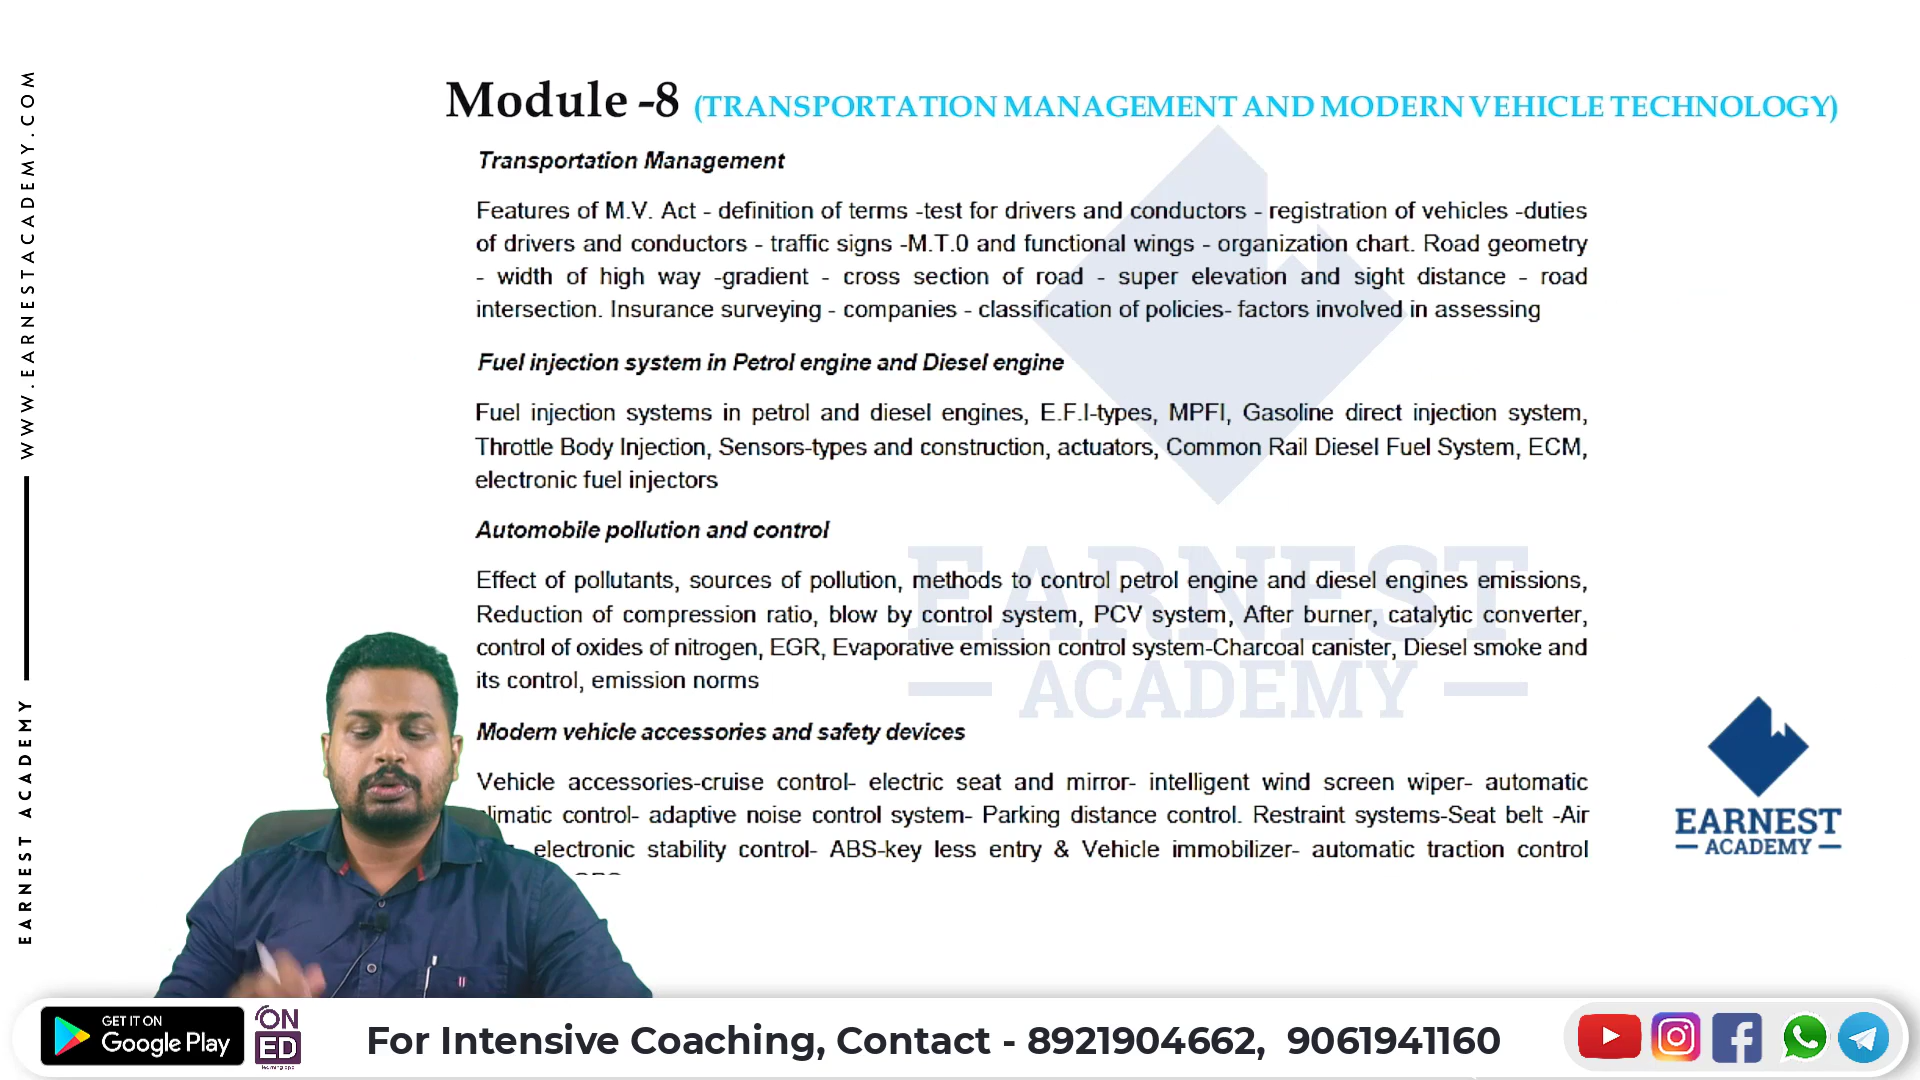 WWW.EARNESTACADEMY.COM
EARNEST ACADEMY
Module -8 (TRANSPORTATION MANAGEMENT AND MODERN VEHICLE TECHNOLOGY)
Transportation Management
Features of M.V. Act - definition of terms -test for drivers and conductors - registration of vehicles -duties
of drivers and conductors - traffic signs -M.T.0 and functional wings - organization chart. Road geometry
- width of high way -gradient - cross section of road - super elevation and sight distance - road
intersection. Insurance surveying - companies - classification of policies- factors involved in assessing
Fuel injection system in Petrol engine and Diesel engine
Fuel injection systems in petrol and diesel engines, E.F.I-types, MPFI, Gasoline direct injection system,
Throttle Body Injection, Sensors-types and construction, actuators, Common Rail Diesel Fuel System, ECM,
electronic fuel injectors
Automobile pollution and control
Effect of pollutants, sources of pollution, methods to control petrol engine and diesel engines emissions,
Reduction of compression ratio, blow by control system, PCV system, After burner, catalytic converter,
control of oxides of nitrogen, EGR, Evaporative emission control system-Charcoal canister, Diesel smoke and
its control, emission norms
Modern vehicle accessories and safety devices
Vehicle accessories-cruise control- electric seat and mirror- intelligent wind screen wiper- automatic
limatic control- adaptive noise control system- Parking distance control. Restraint systems-Seat belt -Air
electronic stability control- ABS-key less entry & Vehicle immobilizer- automatic traction control
EARNEST
ACADEMY
EARNEST
ACADEMY
GET IT ON
Google Play
ON
ED
learning app
For Intensive Coaching, Contact - 8921904662, 9061941160